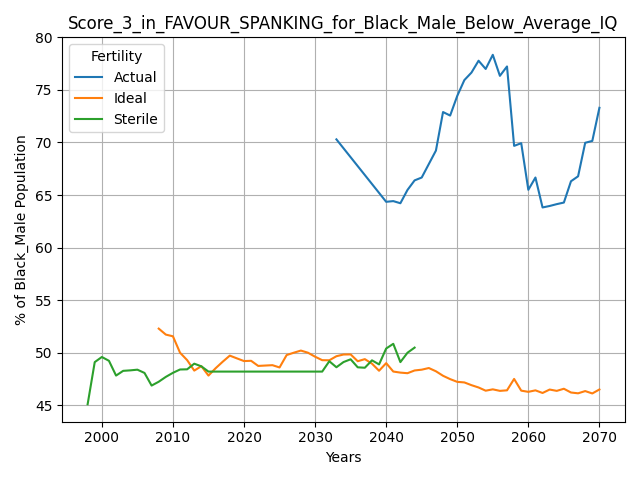 Score_3_in_FAVOUR_SPANKING_for_Black_Male_Below_Average_IQ
Fertility
Actual
Ideal
Sterile
% of Black_Male Population
80
75
70
65
60
55
50
45
2000 2010 2020 2030 2040 2050 2060 2070
Years